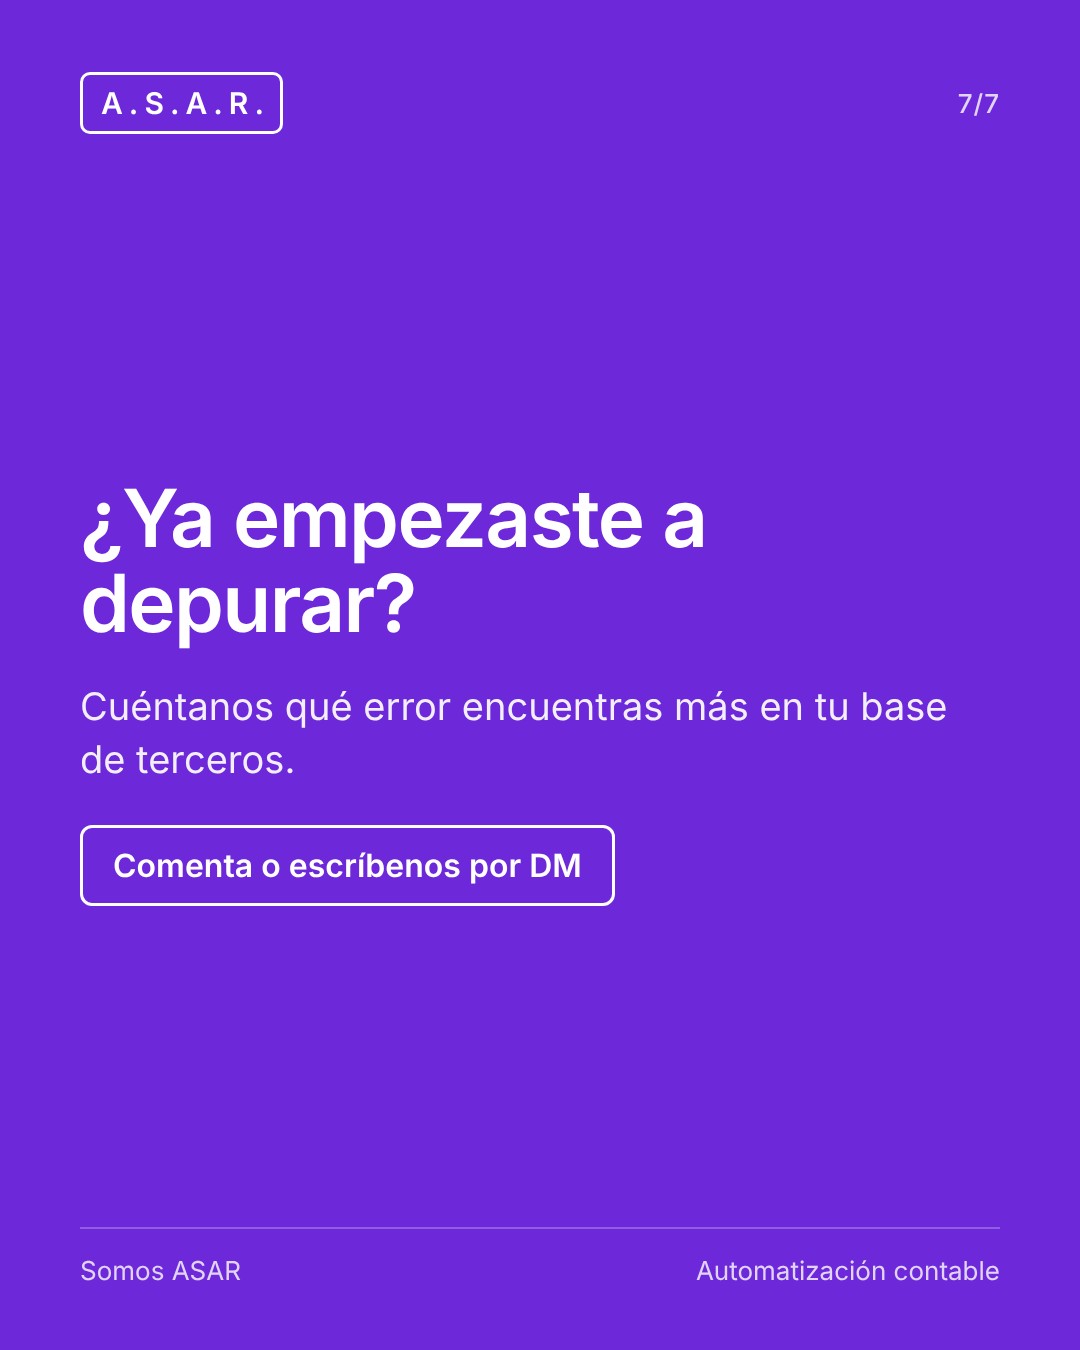 A.S.A.R.
7/7
¿Ya empezaste a
depurar?
Cuéntanos qué error encuentras más en tu base
de terceros.
Comenta o escríbenos por DM
Somos ASAR
Automatización contable